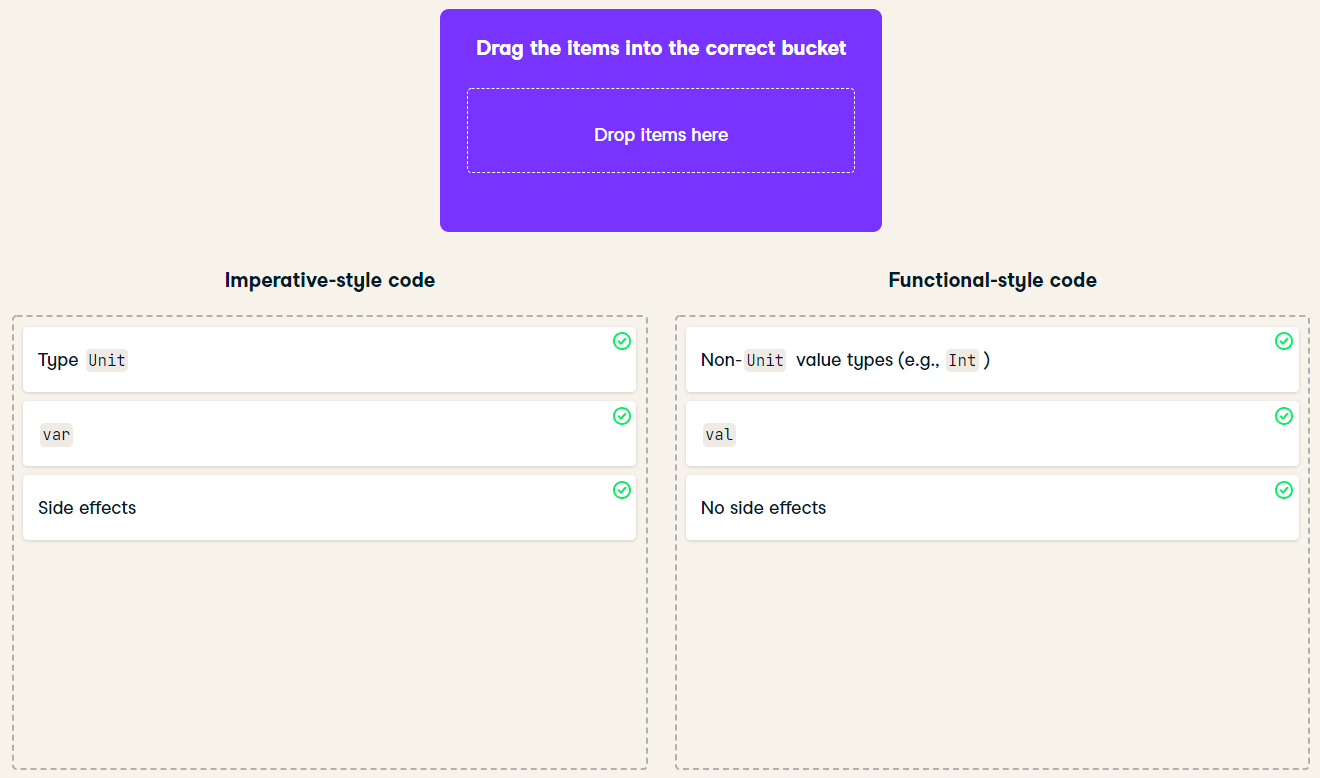 Drag the items into the correct bucket
Drop items here
Imperative-style code
Type Unit
var
Side effects
Functional-style code
Non-Unit value types (e.g., Int )
val
No side effects